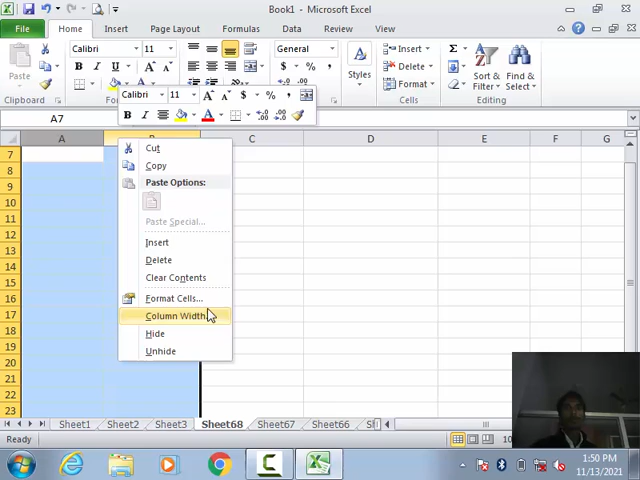 Book1 - Microsoft Excel
File Home Insert Page Layout Formulas Data Review View
Paste
Clipboard
Calibri 11
B I U
General
$ % ,
Styles
Insert
Delete
Format
Sort & Filter
Find & Select
Cells
Editing
Calibri 11 A A $ % ,
B I A
A7
A B C D E F G
7
8
9
10
11
12
13
14
15
16
17
18
19
20
21
22
23
Cut
Copy
Paste Options:
Paste Special...
Insert
Delete
Clear Contents
Format Cells...
Column Width
Hide
Unhide
Sheet1 Sheet2 Sheet3 Sheet68 Sheet67 Sheet66
Ready
1:50 PM
11/13/2021